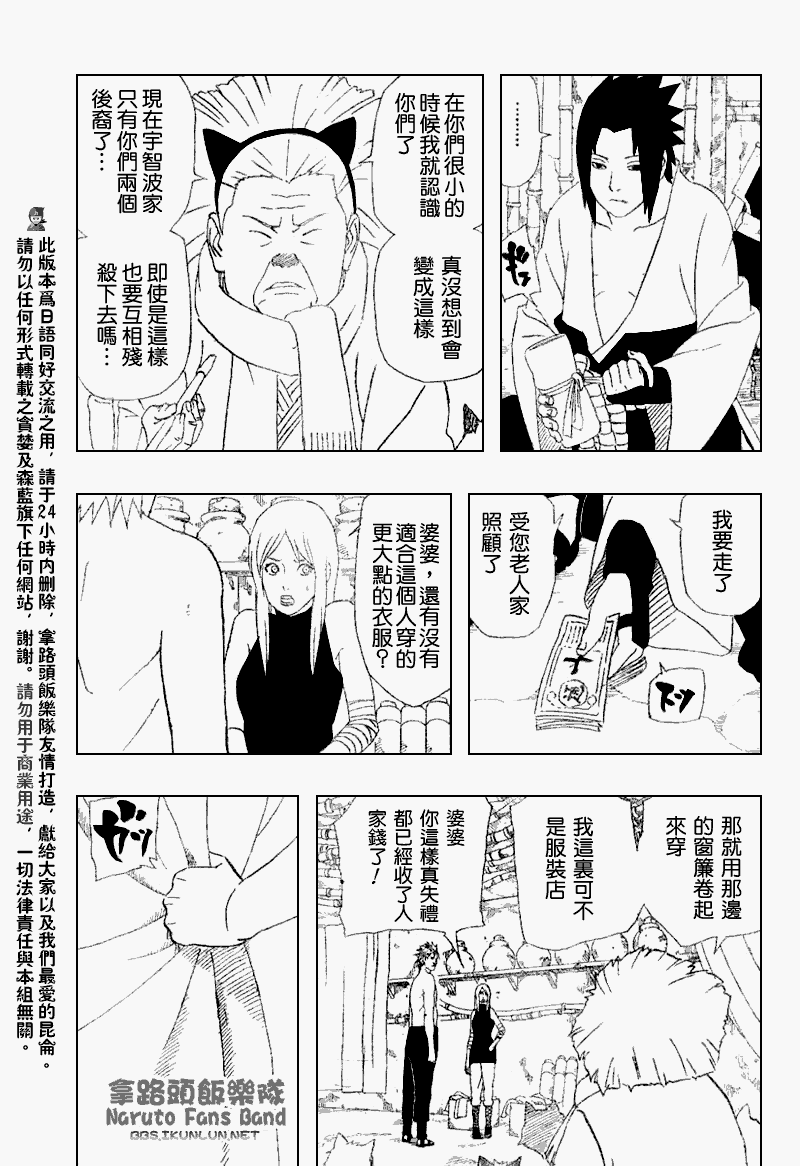 ………
ギュッ
在你們很小的
時候我就認識
你們了
真沒想到會
變成這樣
現在宇智波家
只有你們兩個
後裔了…
即使是這樣
也要互相殘
殺下去嗎…
我要走了
受您老人家
照顧了
十
婆婆，還有沒有
適合這個人穿的
更大點的衣服？
那就用那邊
的窗簾卷起
來穿
我這裏可不
是服裝店
婆婆
你這樣真失禮
都已經收了人
家錢了！
ガッ
此版本爲日語同好交流之用，請于24小時内删除，拿路頭飯樂隊友情打造，獻給大家以及我們最愛的昆侖。
請勿以任何形式轉載之貪婪及森藍旗下任何網站，謝謝。請勿用于商業用途，一切法律責任與本組無關。
拿路頭飯樂隊
Naruto Fans Band
BBS.IKUNLUN.NET